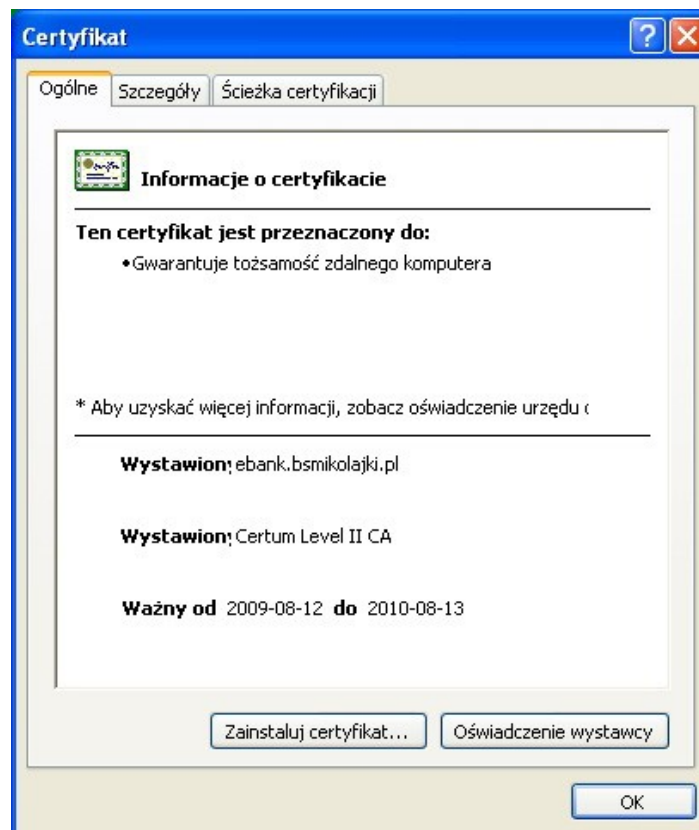 Certyfikat
Ogólne Szczegóły Ścieżka certyfikacji
Informacje o certyfikacie
Ten certyfikat jest przeznaczony do:
•Gwarantuje tożsamość zdalnego komputera
* Aby uzyskać więcej informacji, zobacz oświadczenie urzędu
Wystawiony ebank.bsmikolajki.pl
Wystawiony Certum Level II CA
Ważny od 2009-08-12 do 2010-08-13
Zainstaluj certyfikat... Oświadczenie wystawcy
OK